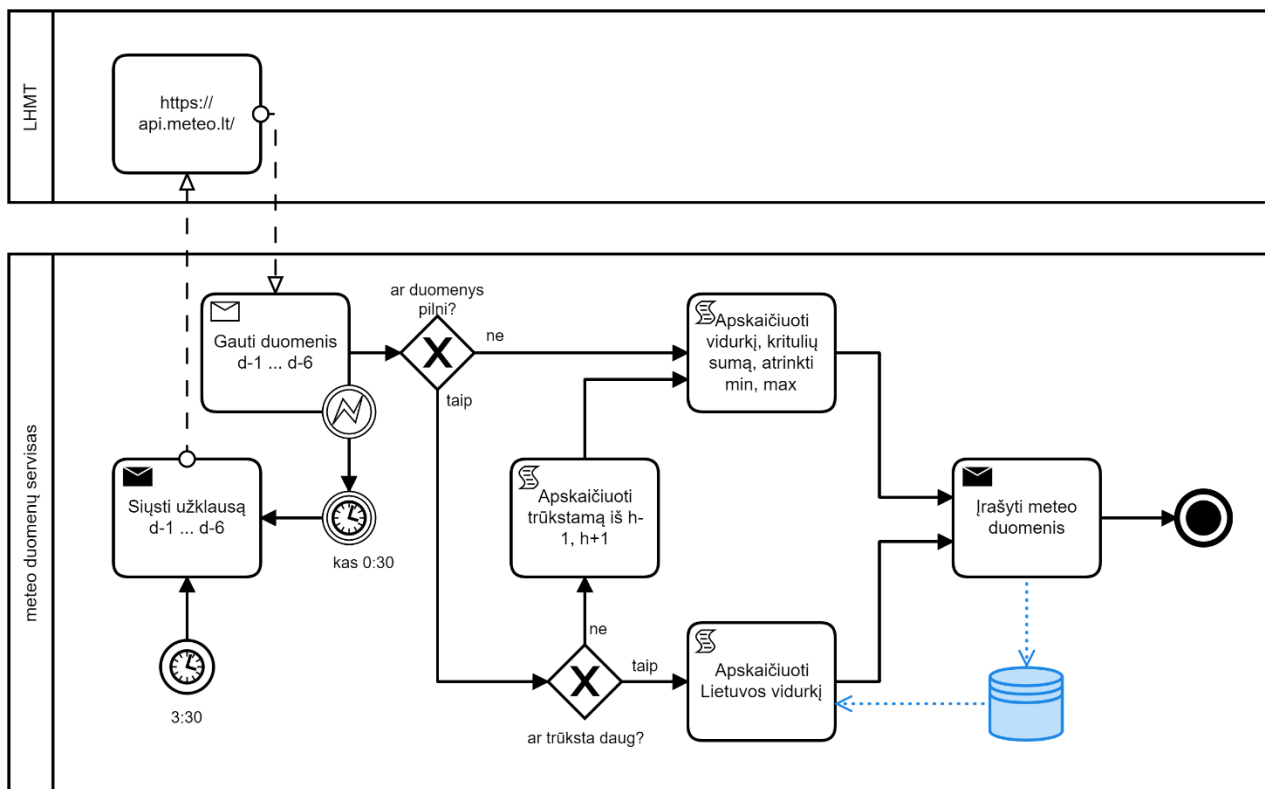 LHMT
https://
api.meteo.lt/
meteo duomenų servisas
Gauti duomenis
d-1 ... d-6
ar duomenys
pilni?
ne
taip
Apskaičiuoti
vidurkį, kritulių
sumą, atrinkti
min, max
Siųsti užklausą
d-1 ... d-6
kas 0:30
3:30
Apskaičiuoti
trūkstamą iš h-
1, h+1
ne
taip
ar trūksta daug?
Apskaičiuoti
Lietuvos vidurkį
Įrašyti meteo
duomenis